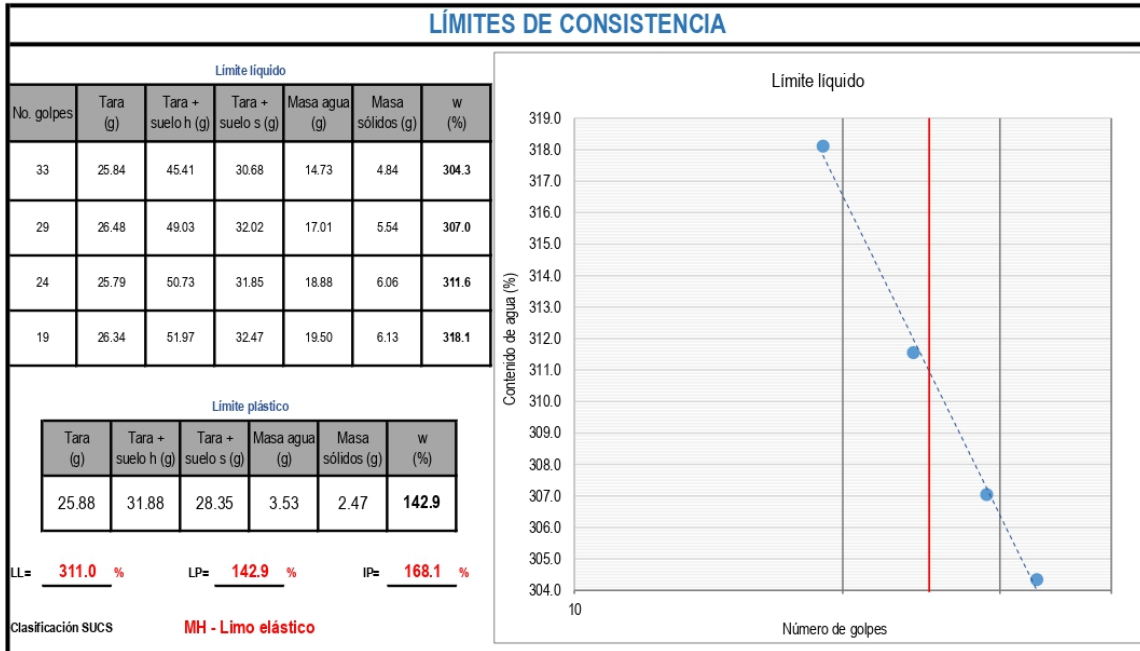 LÍMITES DE CONSISTENCIA
Límite líquido
No. golpes Tara (g) Tara + suelo h (g) Tara + suelo s (g) Masa agua (g) Masa sólidos (g) w (%)
33 25.84 45.41 30.68 14.73 4.84 304.3
29 26.48 49.03 32.02 17.01 5.54 307.0
24 25.79 50.73 31.85 18.88 6.06 311.6
19 26.34 51.97 32.47 19.50 6.13 318.1
Límite plástico
Tara (g) Tara + suelo h (g) Tara + suelo s (g) Masa agua (g) Masa sólidos (g) w (%)
25.88 31.88 28.35 3.53 2.47 142.9
LL= 311.0 % LP= 142.9 % IP= 168.1 %
Clasificación SUCS MH - Limo elástico
Límite líquido
Contenido de agua (%)
319.0
318.0
317.0
316.0
315.0
314.0
313.0
312.0
311.0
310.0
309.0
308.0
307.0
306.0
305.0
304.0
10
Número de golpes